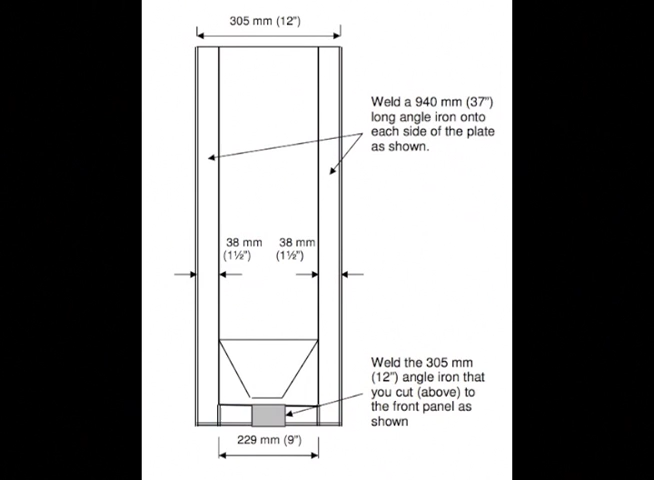 305 mm (12”)
Weld a 940 mm (37”)
long angle iron onto
each side of the plate
as shown.
38 mm 38 mm
(1½”) (1½”)
Weld the 305 mm
(12”) angle iron that
you cut (above) to
the front panel as
shown
229 mm (9”)